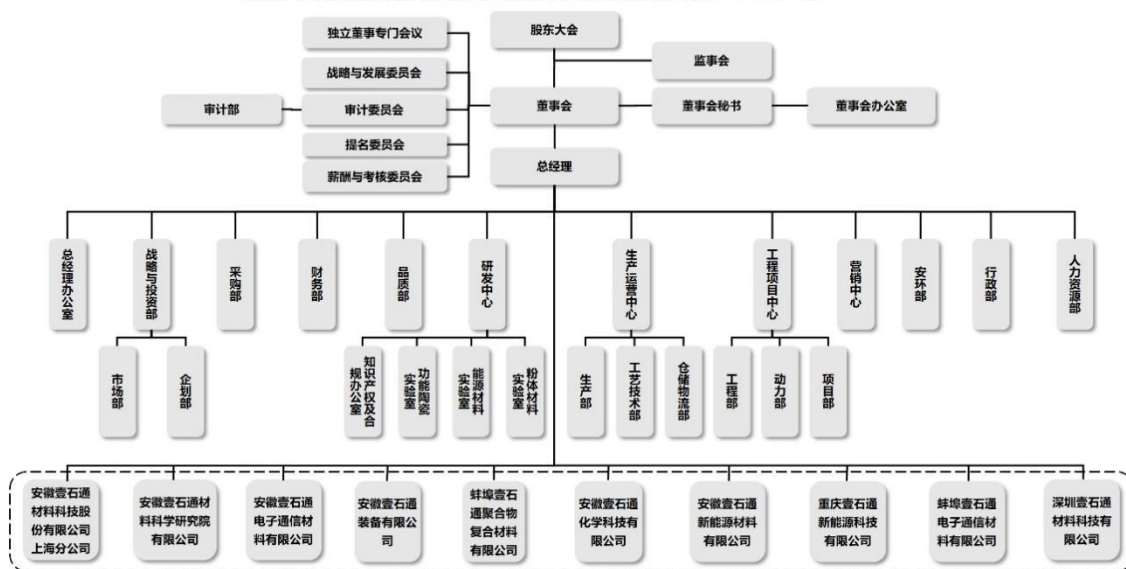 独立董事专门会议
股东大会
战略与发展委员会
监事会
审计部
审计委员会
董事会
董事会秘书
董事会办公室
提名委员会
总经理
薪酬与考核委员会
总经理办公室
战略与投资部
采购部
财务部
品质部
研发中心
生产运营中心
工程项目中心
营销中心
安环部
行政部
人力资源部
市场部
企划部
知识产权及合
规办公室
功能陶瓷
实验室
能源材料
实验室
粉体材料
实验室
生产部
工艺技术部
仓储物流部
工程部
动力部
项目部
安徽壹石通
材料科技股
份有限公司
上海分公司
安徽壹石通材
料科学研究院
有限公司
安徽壹石通
电子通信材
料有限公司
安徽壹石通
装备有限公
司
蚌埠壹石
通聚合物
复合材料
有限公司
安徽壹石通
化学科技有
限公司
安徽壹石通
新能源材料
有限公司
重庆壹石通
新能源科技
有限公司
蚌埠壹石通
电子通信材
料有限公司
深圳壹石通
材料科技有
限公司